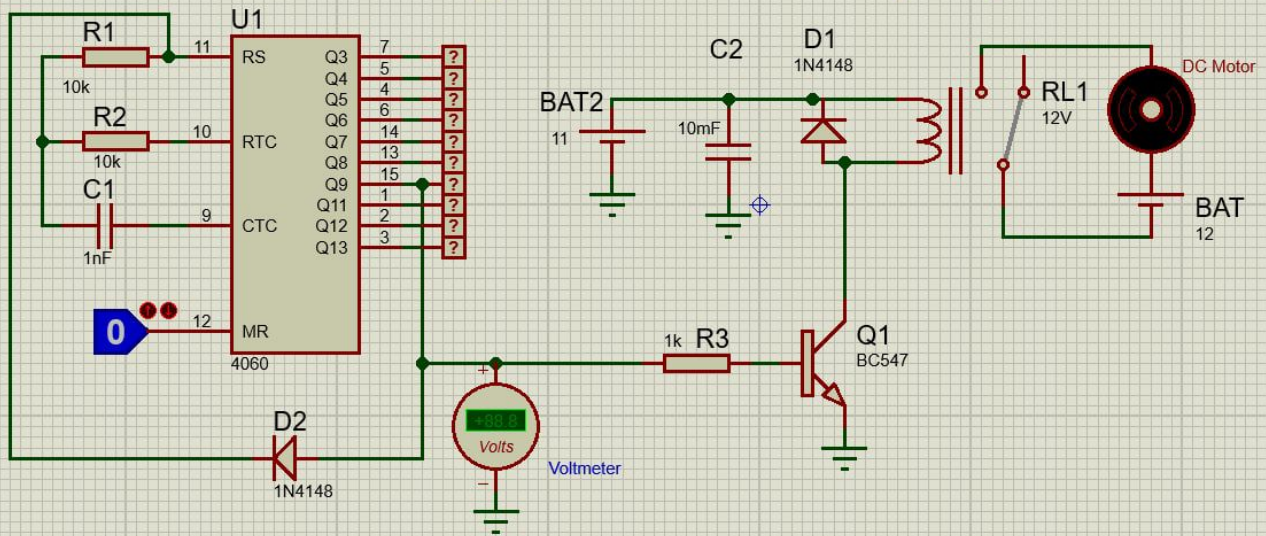 R1
10k
R2
10k
C1
1nF
U1
11 RS
10 RTC
9 CTC
12 MR
Q3 7 ?
Q4 5 ?
Q5 4 ?
Q6 6 ?
Q7 14 ?
Q8 13 ?
Q9 15 ?
Q11 1 ?
Q12 2 ?
Q13 3 ?
4060
0
D2
1N4148
+88.8
Volts
+
−
Voltmeter
BAT2
11
C2
10mF
D1
1N4148
1k R3
Q1
BC547
RL1
12V
DC Motor
BAT
12